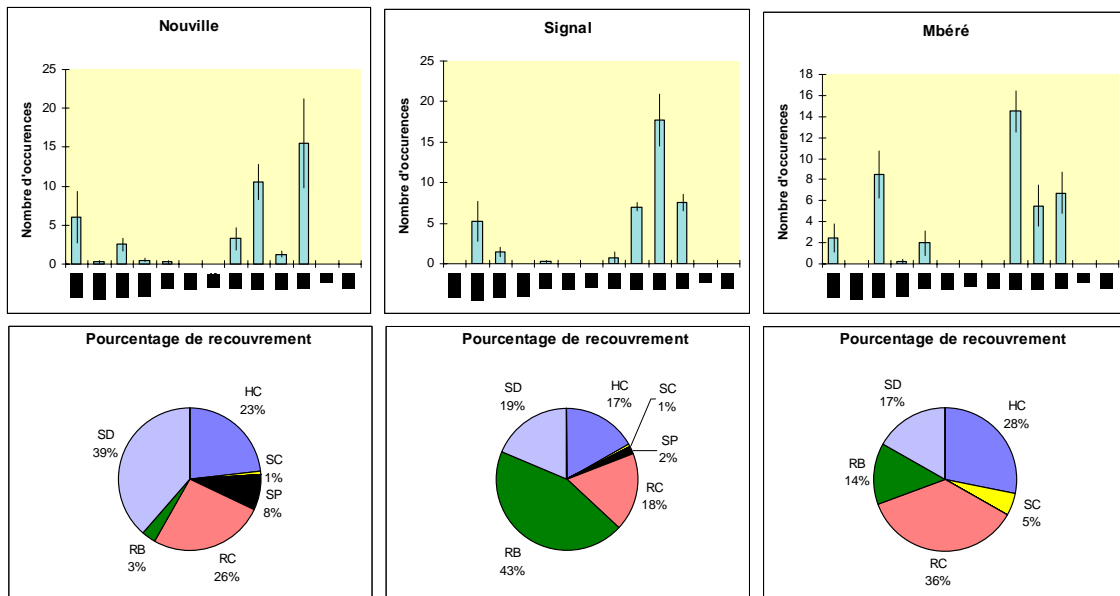 Nouville
Nombre d'occurences
25
20
15
10
5
0
Signal
Nombre d'occurences
25
20
15
10
5
0
Mbéré
Nombre d'occurences
18
16
14
12
10
8
6
4
2
0
Pourcentage de recouvrement
HC
23%
SC
1%
SP
8%
RC
26%
RB
3%
SD
39%
Pourcentage de recouvrement
HC
17%
SC
1%
SP
2%
RC
18%
RB
43%
SD
19%
Pourcentage de recouvrement
HC
28%
SC
5%
RC
36%
RB
14%
SD
17%